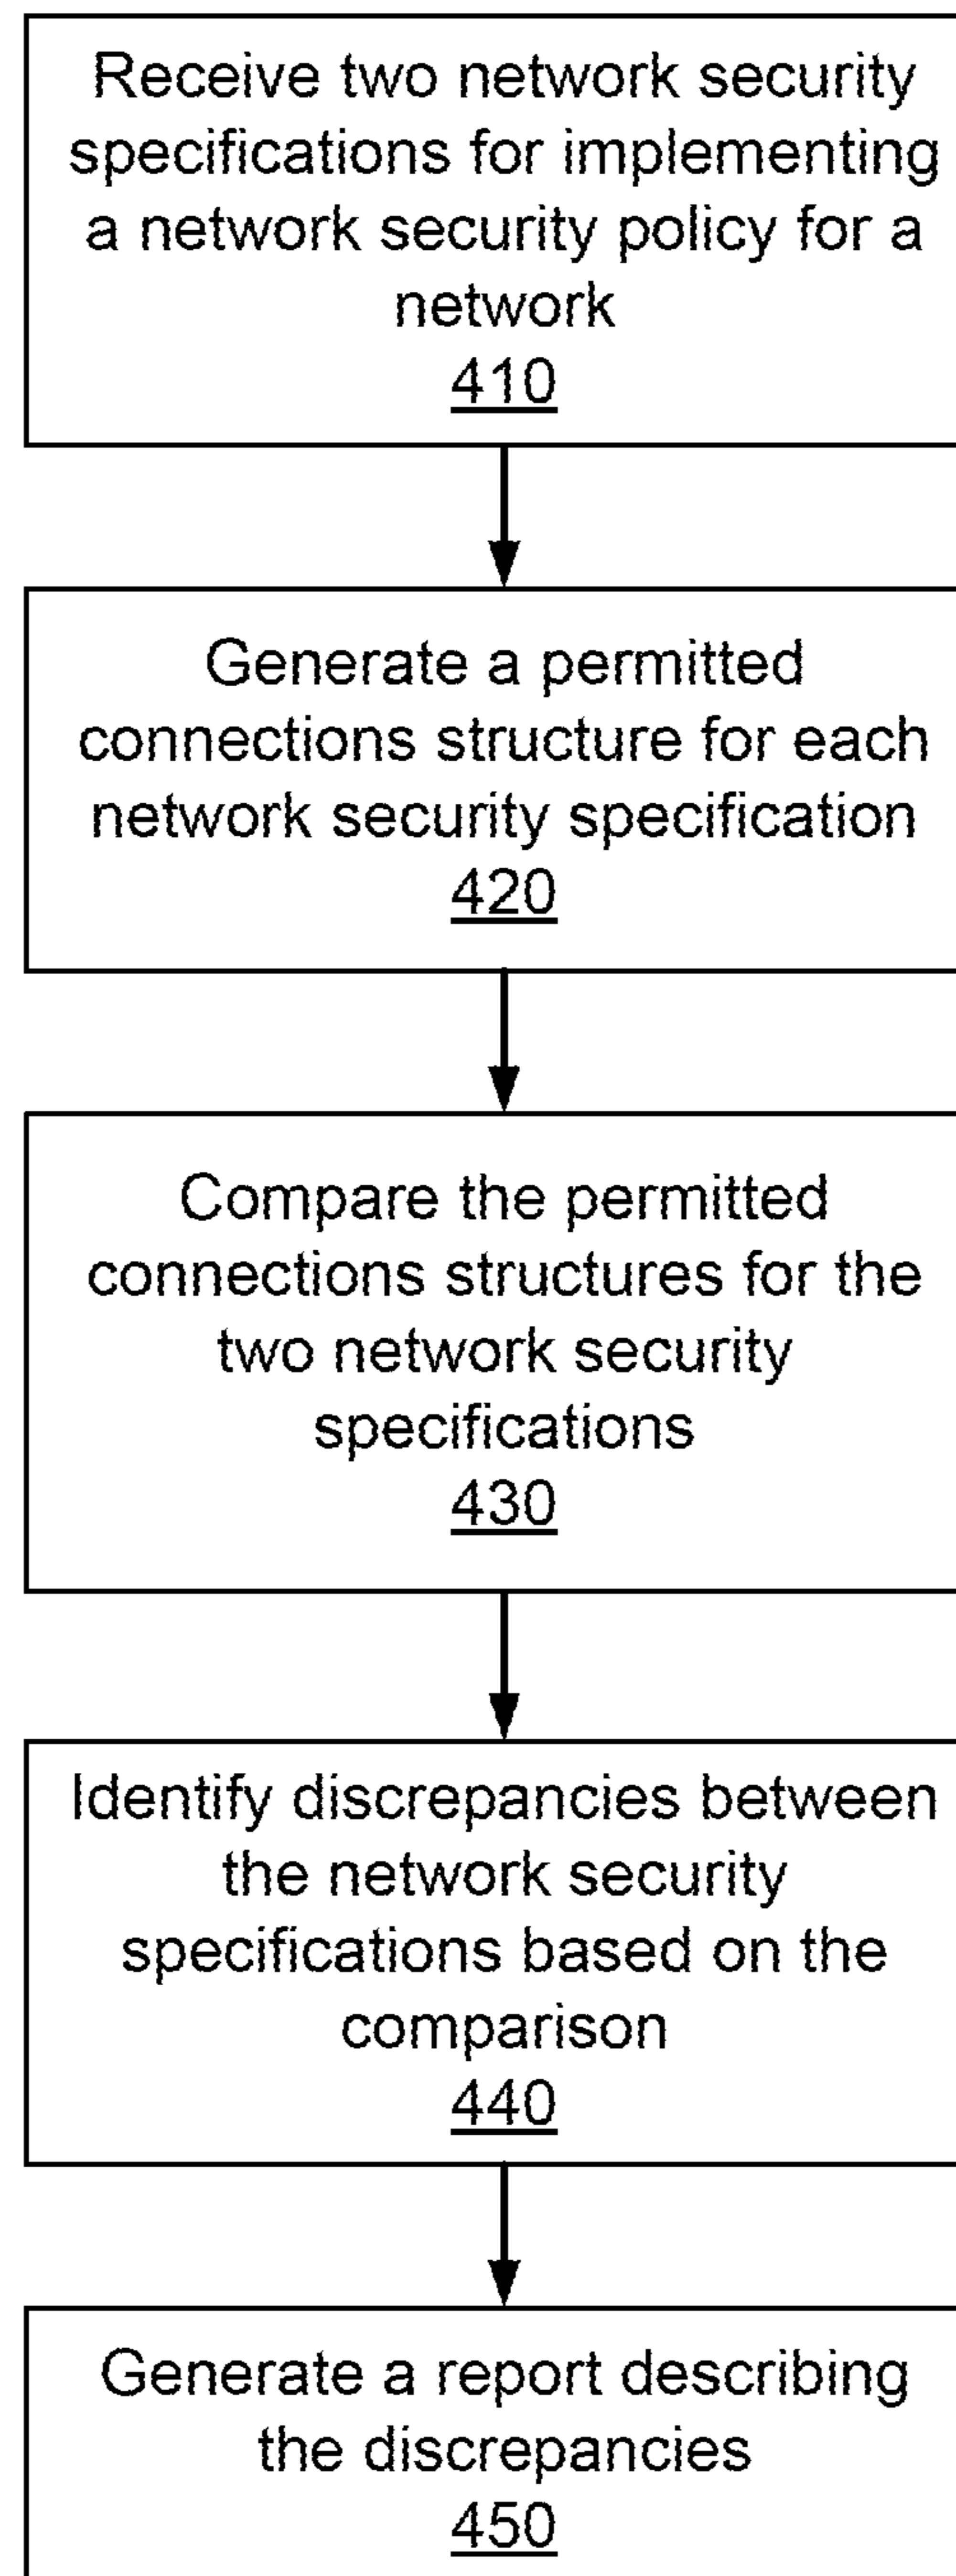 Receive two network security
specifications for implementing
a network security policy for a
network
410
Generate a permitted
connections structure for each
network security specification
420
Compare the permitted
connections structures for the
two network security
specifications
430
Identify discrepancies between
the network security
specifications based on the
comparison
440
Generate a report describing
the discrepancies
450